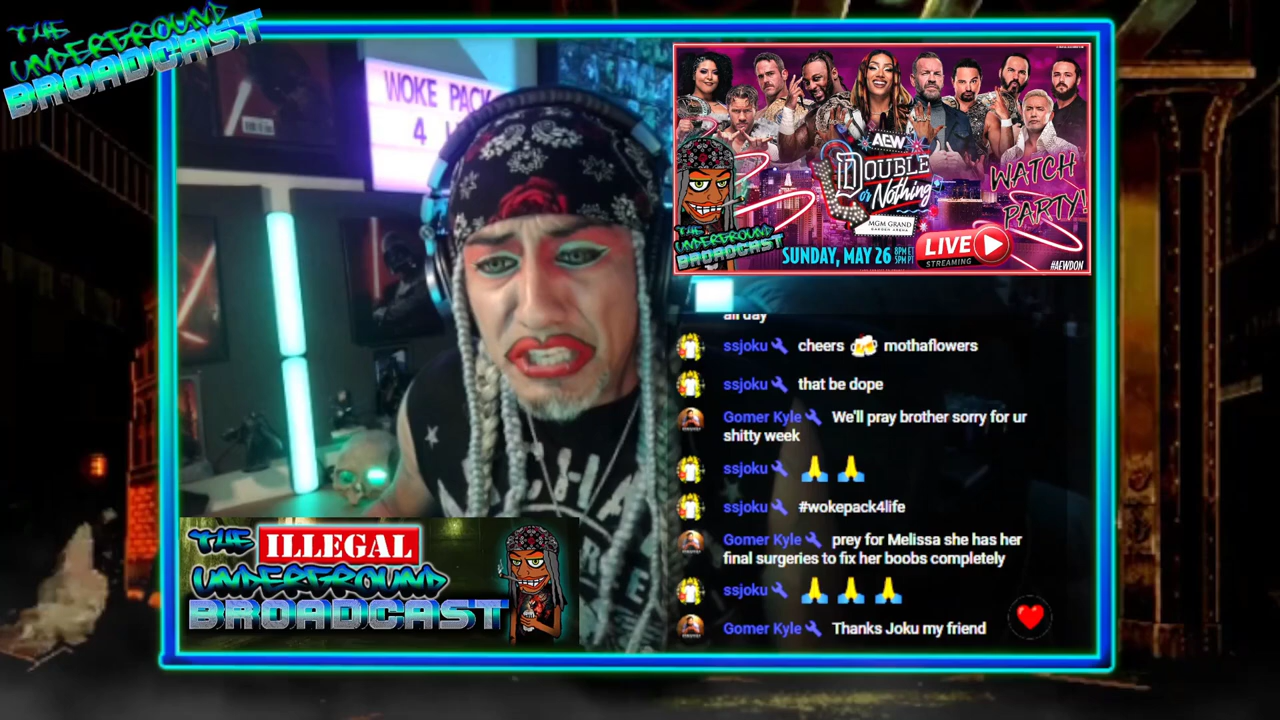 THE
UNDERGROUND
BROADCAST
WOKE PACK
4
AEW
DOUBLE
or Nothing
MGM GRAND
GARDEN ARENA
WATCH
PARTY!
THE
UNDERGROUND
BROADCAST
SUNDAY, MAY 26 8PM ET
5PM PT
LIVE
STREAMING
#AEWDON
all day
ssjoku cheers 🍻 mothaflowers
ssjoku that be dope
Gomer Kyle We'll pray brother sorry for ur
shitty week
ssjoku 🙏 🙏
ssjoku #wokepack4life
Gomer Kyle prey for Melissa she has her
final surgeries to fix her boobs completely
ssjoku 🙏 🙏 🙏
Gomer Kyle Thanks Joku my friend
THE ILLEGAL
UNDERGROUND
BROADCAST